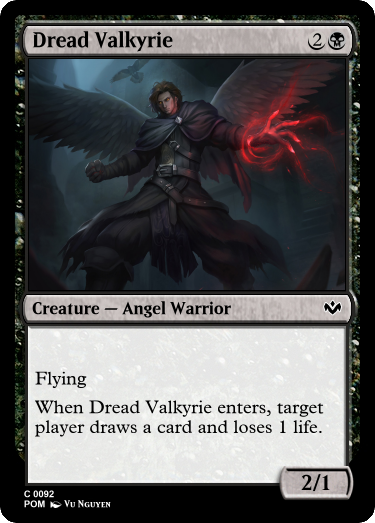 Dread Valkyrie 2
Creature — Angel Warrior
Flying
When Dread Valkyrie enters, target
player draws a card and loses 1 life.
2/1
C 0092
POM Vu Nguyen